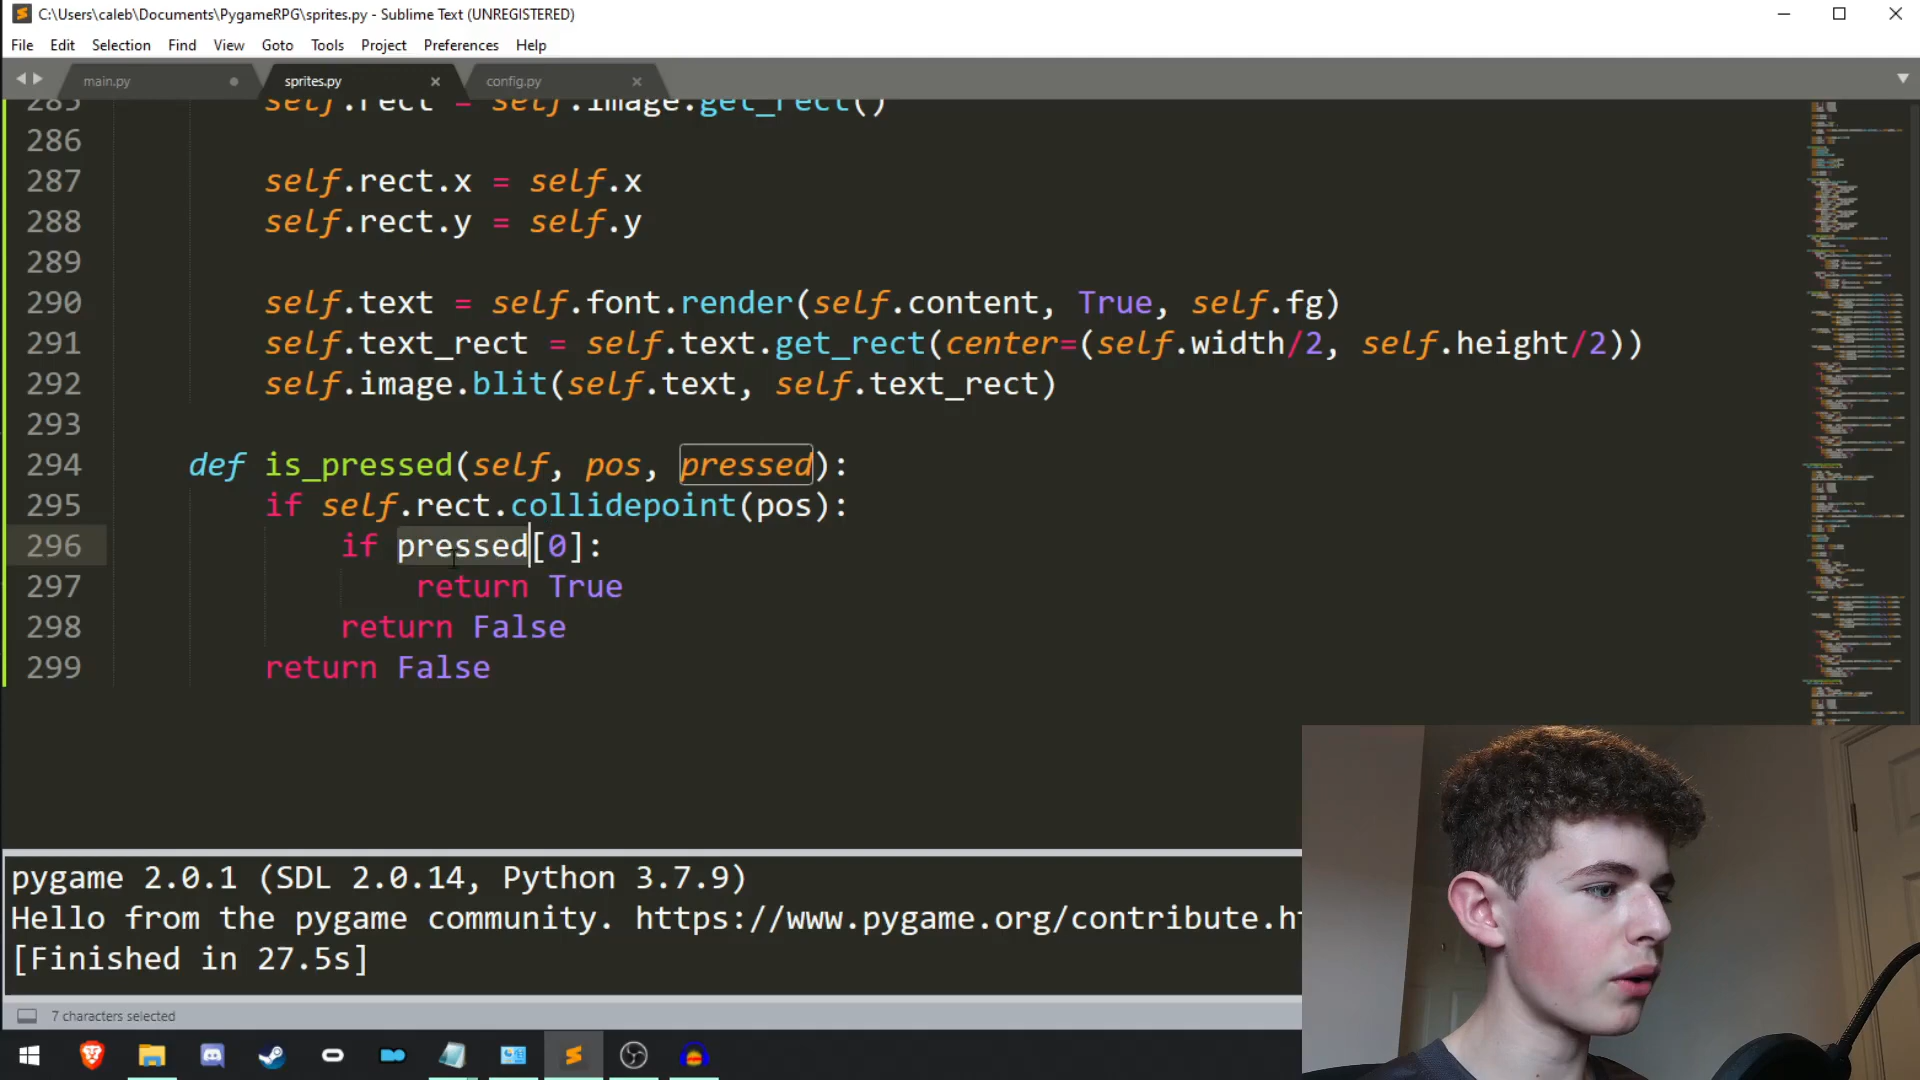 C:\Users\caleb\Documents\PygameRPG\sprites.py - Sublime Text (UNREGISTERED)
File Edit Selection Find View Goto Tools Project Preferences Help
main.py sprites.py config.py
285 self.rect = self.image.get_rect()
286
287 self.rect.x = self.x
288 self.rect.y = self.y
289
290 self.text = self.font.render(self.content, True, self.fg)
291 self.text_rect = self.text.get_rect(center=(self.width/2, self.height/2))
292 self.image.blit(self.text, self.text_rect)
293
294 def is_pressed(self, pos, pressed):
295 if self.rect.collidepoint(pos):
296 if pressed[0]:
297 return True
298 return False
299 return False
pygame 2.0.1 (SDL 2.0.14, Python 3.7.9)
Hello from the pygame community. https://www.pygame.org/contribute.h
[Finished in 27.5s]
7 characters selected